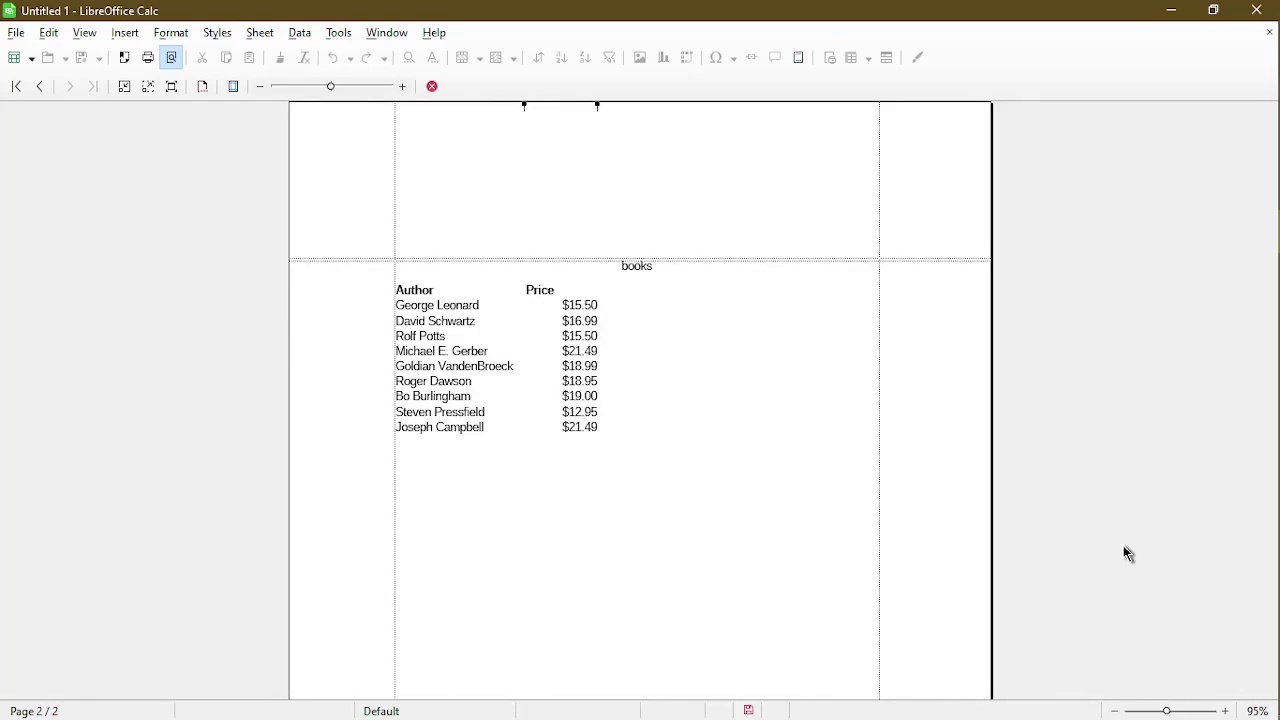 Untitled 1 - LibreOffice Calc
File Edit View Insert Format Styles Sheet Data Tools Window Help
books
Author Price
George Leonard $15.50
David Schwartz $16.99
Rolf Potts $15.50
Michael E. Gerber $21.49
Goldian VandenBroeck $18.99
Roger Dawson $18.95
Bo Burlingham $19.00
Steven Pressfield $12.95
Joseph Campbell $21.49
Page 2 / 2 Default 95%